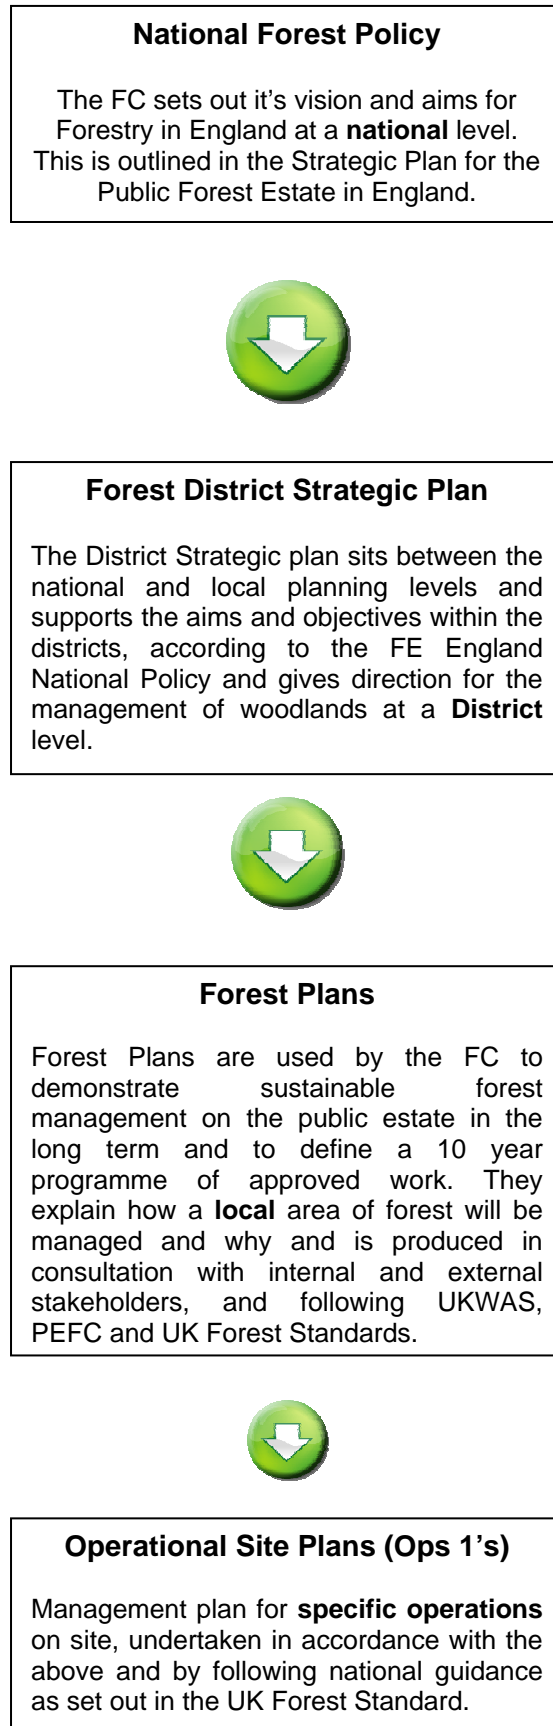 National Forest Policy
The FC sets out it's vision and aims for
Forestry in England at a national level.
This is outlined in the Strategic Plan for the
Public Forest Estate in England.
Forest District Strategic Plan
The District Strategic plan sits between the
national and local planning levels and
supports the aims and objectives within the
districts, according to the FE England
National Policy and gives direction for the
management of woodlands at a District
level.
Forest Plans
Forest Plans are used by the FC to
demonstrate sustainable forest
management on the public estate in the
long term and to define a 10 year
programme of approved work. They
explain how a local area of forest will be
managed and why and is produced in
consultation with internal and external
stakeholders, and following UKWAS,
PEFC and UK Forest Standards.
Operational Site Plans (Ops 1's)
Management plan for specific operations
on site, undertaken in accordance with the
above and by following national guidance
as set out in the UK Forest Standard.